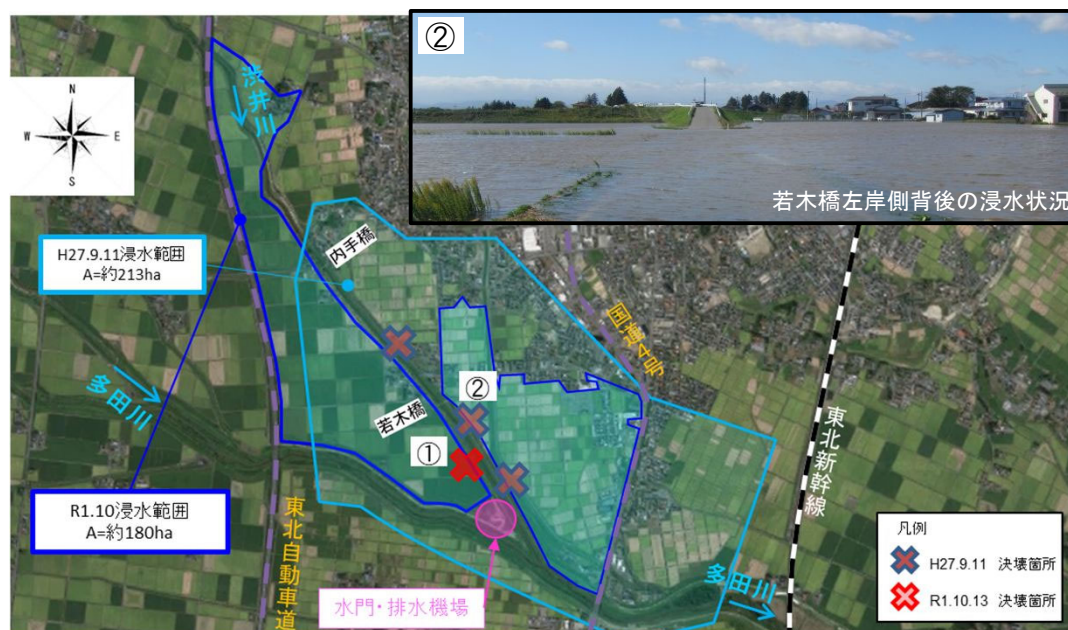 ②
若木橋左岸側背後の浸水状況
N
W
E
S
渋井川
H27.9.11浸水範囲
A=約213ha
内手橋
国道4号
②
若木橋
①
多田川
東北新幹線
R1.10浸水範囲
A=約180ha
東北自動車道
水門・排水機場
多田川
凡例
H27.9.11 決壊箇所
R1.10.13 決壊箇所